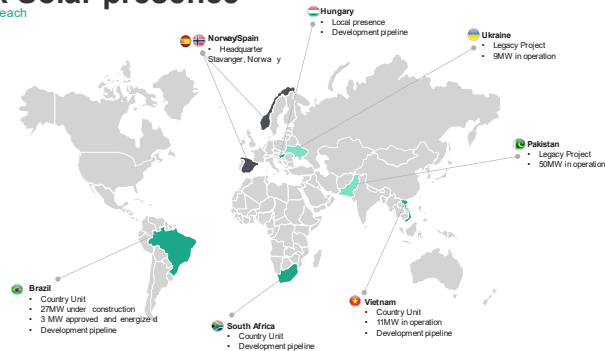 Solar presence
each
Hungary
• Local presence
• Development pipeline
Norway/Spain
• Headquarter
Stavanger, Norwa y
Ukraine
• Legacy Project
• 9MW in operation
Pakistan
• Legacy Project
• 50MW in operation
Brazil
• Country Unit
• 27MW under construction
• 3 MW approved and energize d
• Development pipeline
South Africa
• Country Unit
• Development pipeline
Vietnam
• Country Unit
• 11MW in operation
• Development pipeline